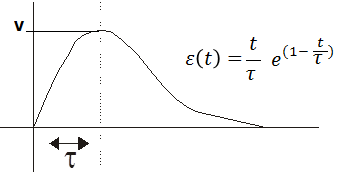 v
ε(t) = t/τ e^(1−t/τ)
τ